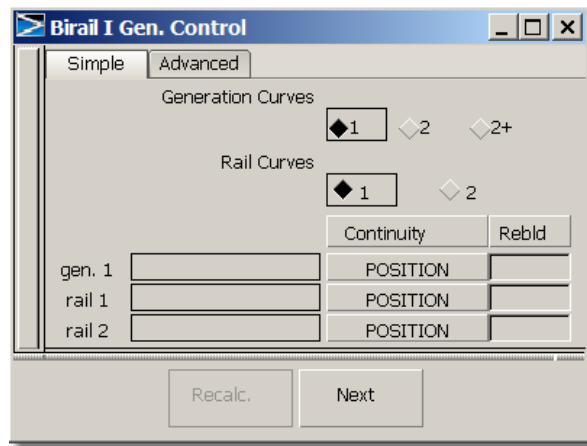 Birail I Gen. Control
Simple Advanced
Generation Curves
1 2 2+
Rail Curves
1 2
Continuity Rebld
gen. 1 POSITION
rail 1 POSITION
rail 2 POSITION
Recalc. Next